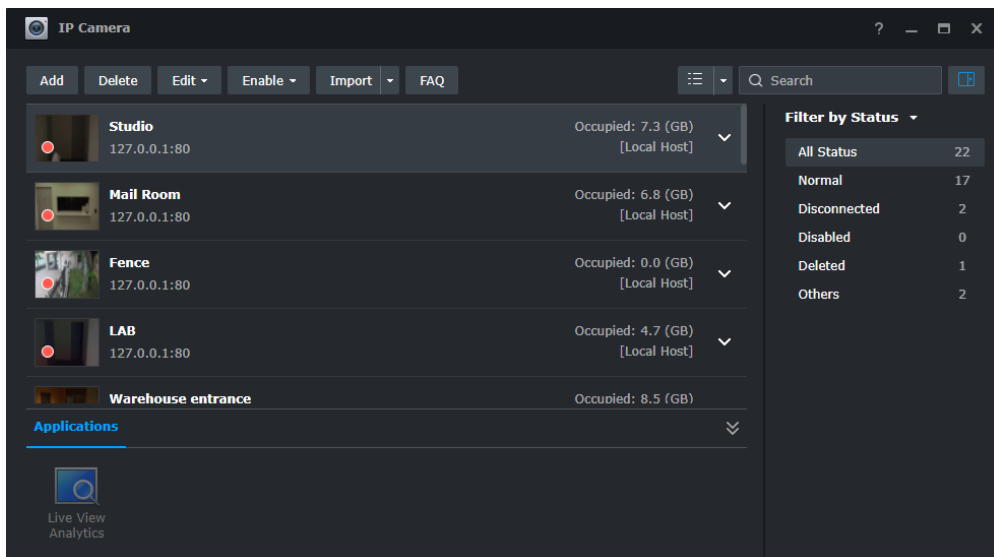 IP Camera
?
Add Delete Edit Enable Import FAQ Search
Studio Occupied: 7.3 (GB)
127.0.0.1:80 [Local Host]
Mail Room Occupied: 6.8 (GB)
127.0.0.1:80 [Local Host]
Fence Occupied: 0.0 (GB)
127.0.0.1:80 [Local Host]
LAB Occupied: 4.7 (GB)
127.0.0.1:80 [Local Host]
Warehouse entrance Occupied: 8.5 (GB)
Applications
Live View
Analytics
Filter by Status
All Status 22
Normal 17
Disconnected 2
Disabled 0
Deleted 1
Others 2